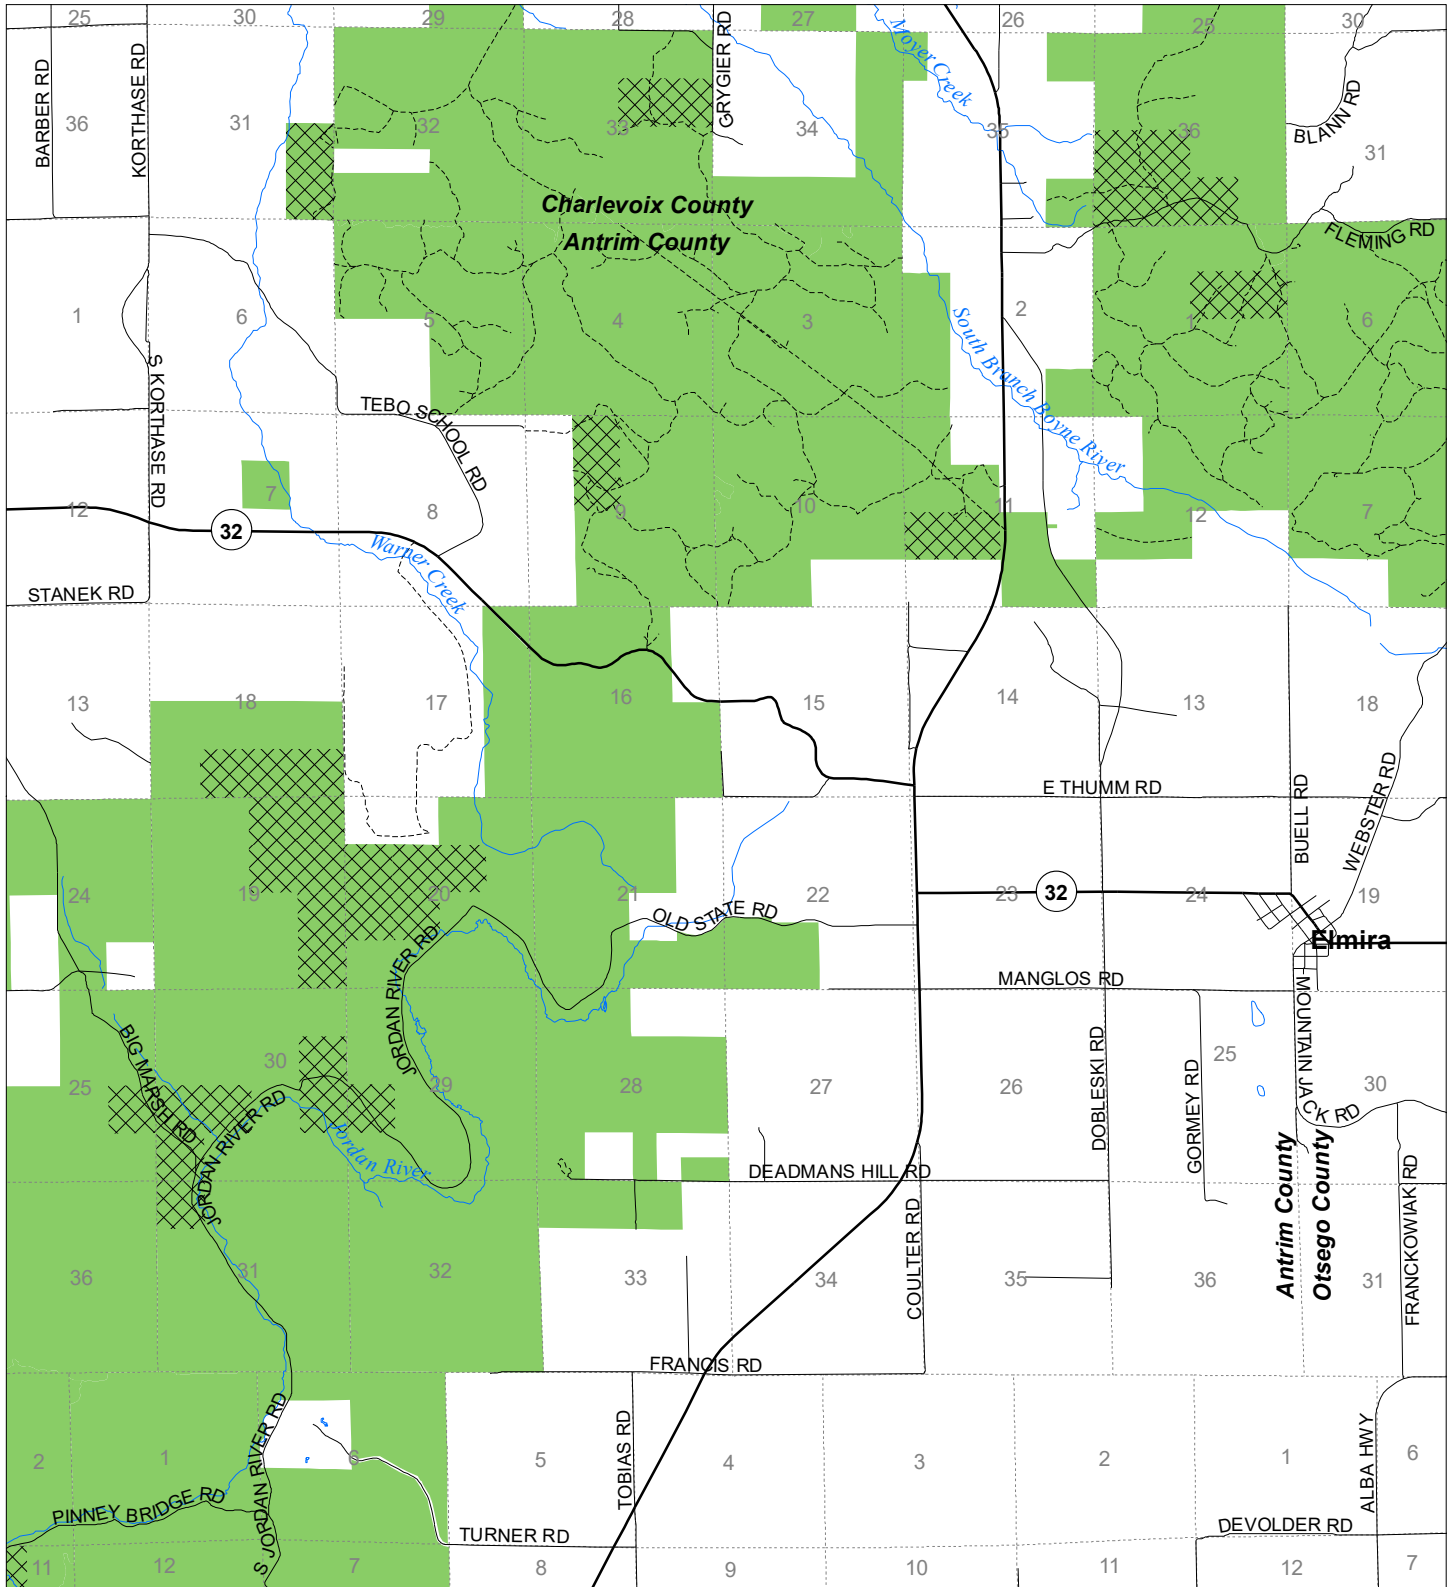 25
30
29
28
27
26
25
30
BARBER RD
KORTHASE RD
GRYGIER RD
Moyer Creek
BLANN RD
36
31
32
33
34
35
36
31
Charlevoix County
Antrim County
FLEMING RD
1
6
5
4
3
2
1
6
S KORTHASE RD
TEBO SCHOOL RD
South Branch Boyne River
12
7
8
9
10
11
12
7
32
Warner Creek
STANEK RD
13
18
17
16
15
14
13
18
E THUMM RD
BUELL RD
WEBSTER RD
24
19
20
21
22
23
32
24
19
OLD STATE RD
Elmira
JORDAN RIVER RD
MANGLOS RD
MOUNTAIN JACK RD
BIG MARSH RD
25
30
29
28
27
26
25
30
DOBLESKI RD
GORMEY RD
JORDAN RIVER RD
Jordan River
DEADMANS HILL RD
Antrim County
Otsego County
FRANCKOWIAK RD
COULTER RD
36
31
32
33
34
35
36
31
FRANCIS RD
S JORDAN RIVER RD
TOBIAS RD
ALBA HWY
2
1
6
5
4
3
2
1
6
PINNEY BRIDGE RD
TURNER RD
DEVOLDER RD
11
12
7
8
9
10
11
12
7